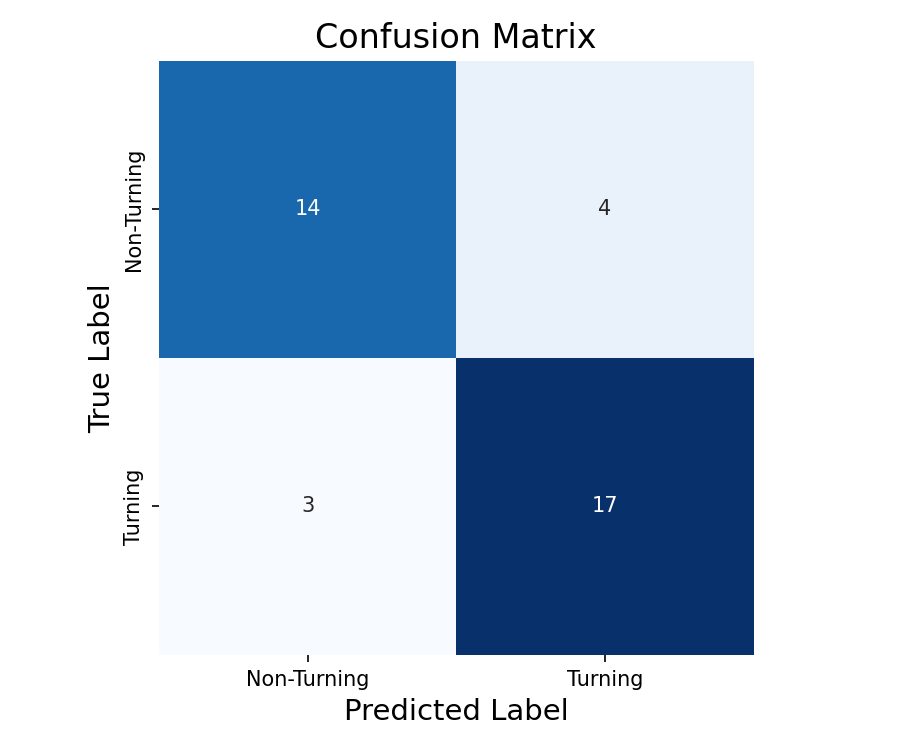 Confusion Matrix
True Label
Non-Turning
14
4
Turning
3
17
Non-Turning
Turning
Predicted Label